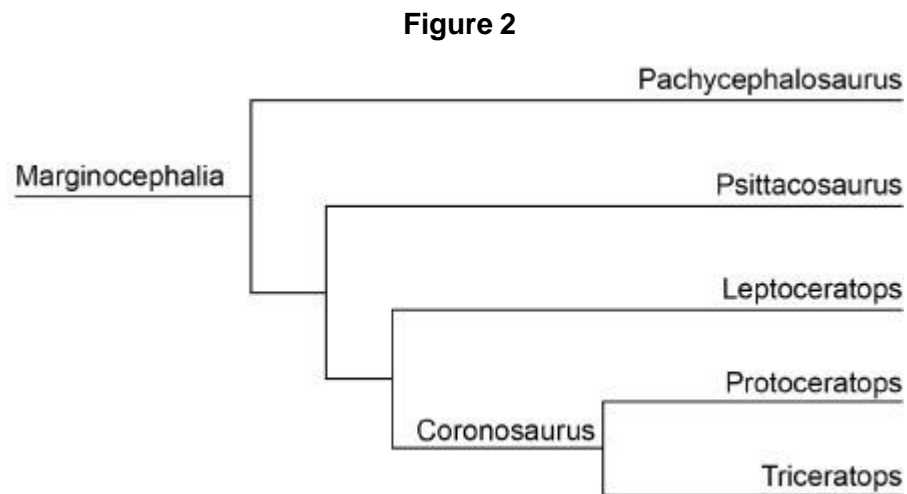 Figure 2
Pachycephalosaurus
Marginocephalia
Psittacosaurus
Leptoceratops
Protoceratops
Coronosaurus
Triceratops